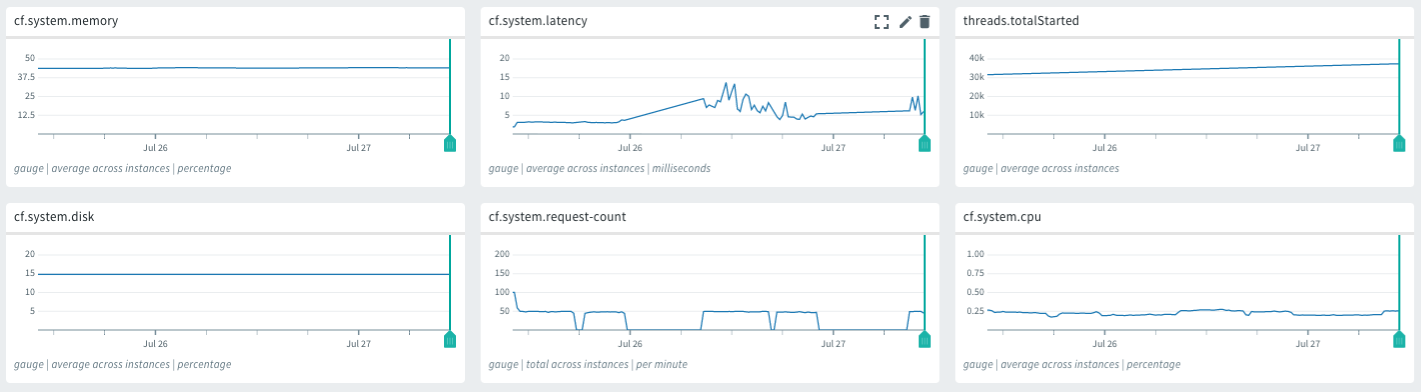 cf.system.memory
50
37.5
25
12.5
Jul 26
Jul 27
gauge | average across instances | percentage
cf.system.latency
20
15
10
5
Jul 26
Jul 27
gauge | average across instances | milliseconds
threads.totalStarted
40k
30k
20k
10k
Jul 26
Jul 27
gauge | average across instances
cf.system.disk
20
15
10
5
Jul 26
Jul 27
gauge | average across instances | percentage
cf.system.request-count
200
150
100
50
Jul 26
Jul 27
gauge | total across instances | per minute
cf.system.cpu
1.00
0.75
0.50
0.25
Jul 26
Jul 27
gauge | average across instances | percentage